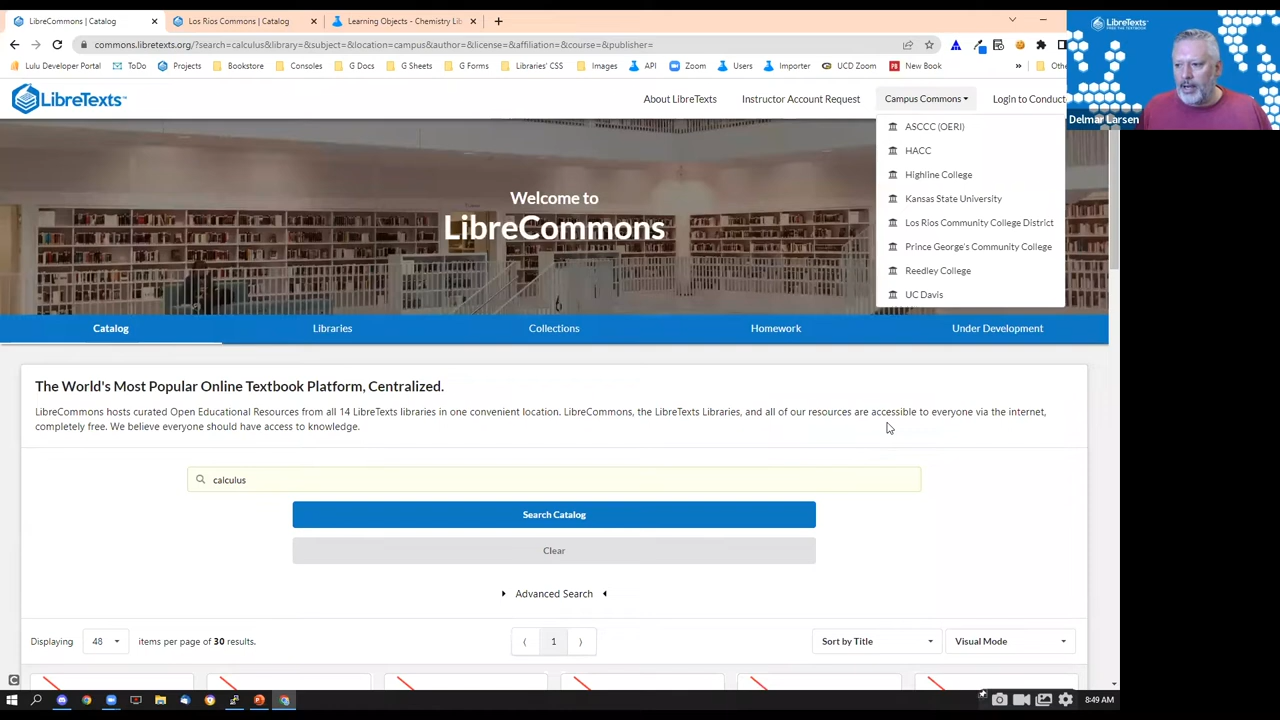 LibreCommons | Catalog
Los Rios Commons | Catalog
Learning Objects - Chemistry Lib
commons.libretexts.org/?search=calculus&library=&subject=&location=campus&author=&license=&affiliation=&course=&publisher=
Lulu Developer Portal
ToDo
Projects
Bookstore
Consoles
G Docs
G Sheets
G Forms
Libraries' CSS
Images
API
Zoom
Users
Importer
UCD Zoom
New Book
»
Othe
LibreTexts
FREE THE TEXTBOOK
Delmar Larsen
LibreTexts™
About LibreTexts
Instructor Account Request
Campus Commons
Login to Conduct
ASCCC (OERI)
HACC
Highline College
Kansas State University
Los Rios Community College District
Prince George's Community College
Reedley College
UC Davis
Welcome to
LibreCommons
Catalog
Libraries
Collections
Homework
Under Development
The World's Most Popular Online Textbook Platform, Centralized.
LibreCommons hosts curated Open Educational Resources from all 14 LibreTexts libraries in one convenient location. LibreCommons, the LibreTexts Libraries, and all of our resources are accessible to everyone via the internet,
completely free. We believe everyone should have access to knowledge.
calculus
Search Catalog
Clear
Advanced Search
Displaying 48 items per page of 30 results.
1
Sort by Title
Visual Mode
8:49 AM